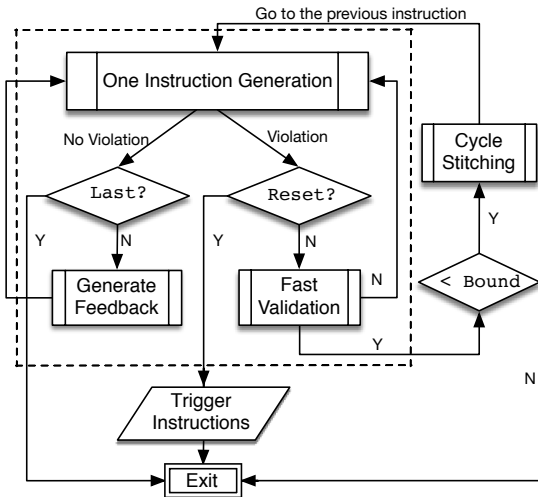 Go to the previous instruction
One Instruction Generation
No Violation
Violation
Cycle
Stitching
Last?
Reset?
Y
N
Y
N
Y
Generate
Feedback
Fast
Validation
N
< Bound
Y
N
Trigger
Instructions
Exit